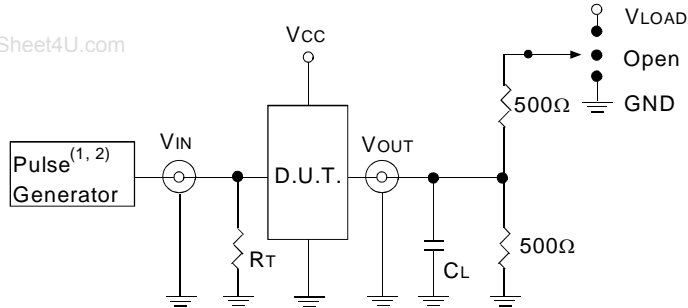 VLOAD
Sheet4U.com
VCC
Open
500Ω
GND
VIN
VOUT
Pulse(1, 2)
Generator
D.U.T.
RT
CL
500Ω